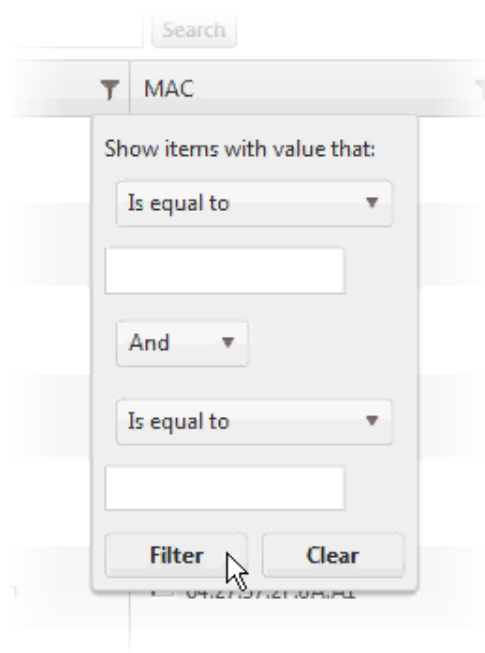 Search
MAC
Show items with value that:
Is equal to
And
Is equal to
Filter Clear